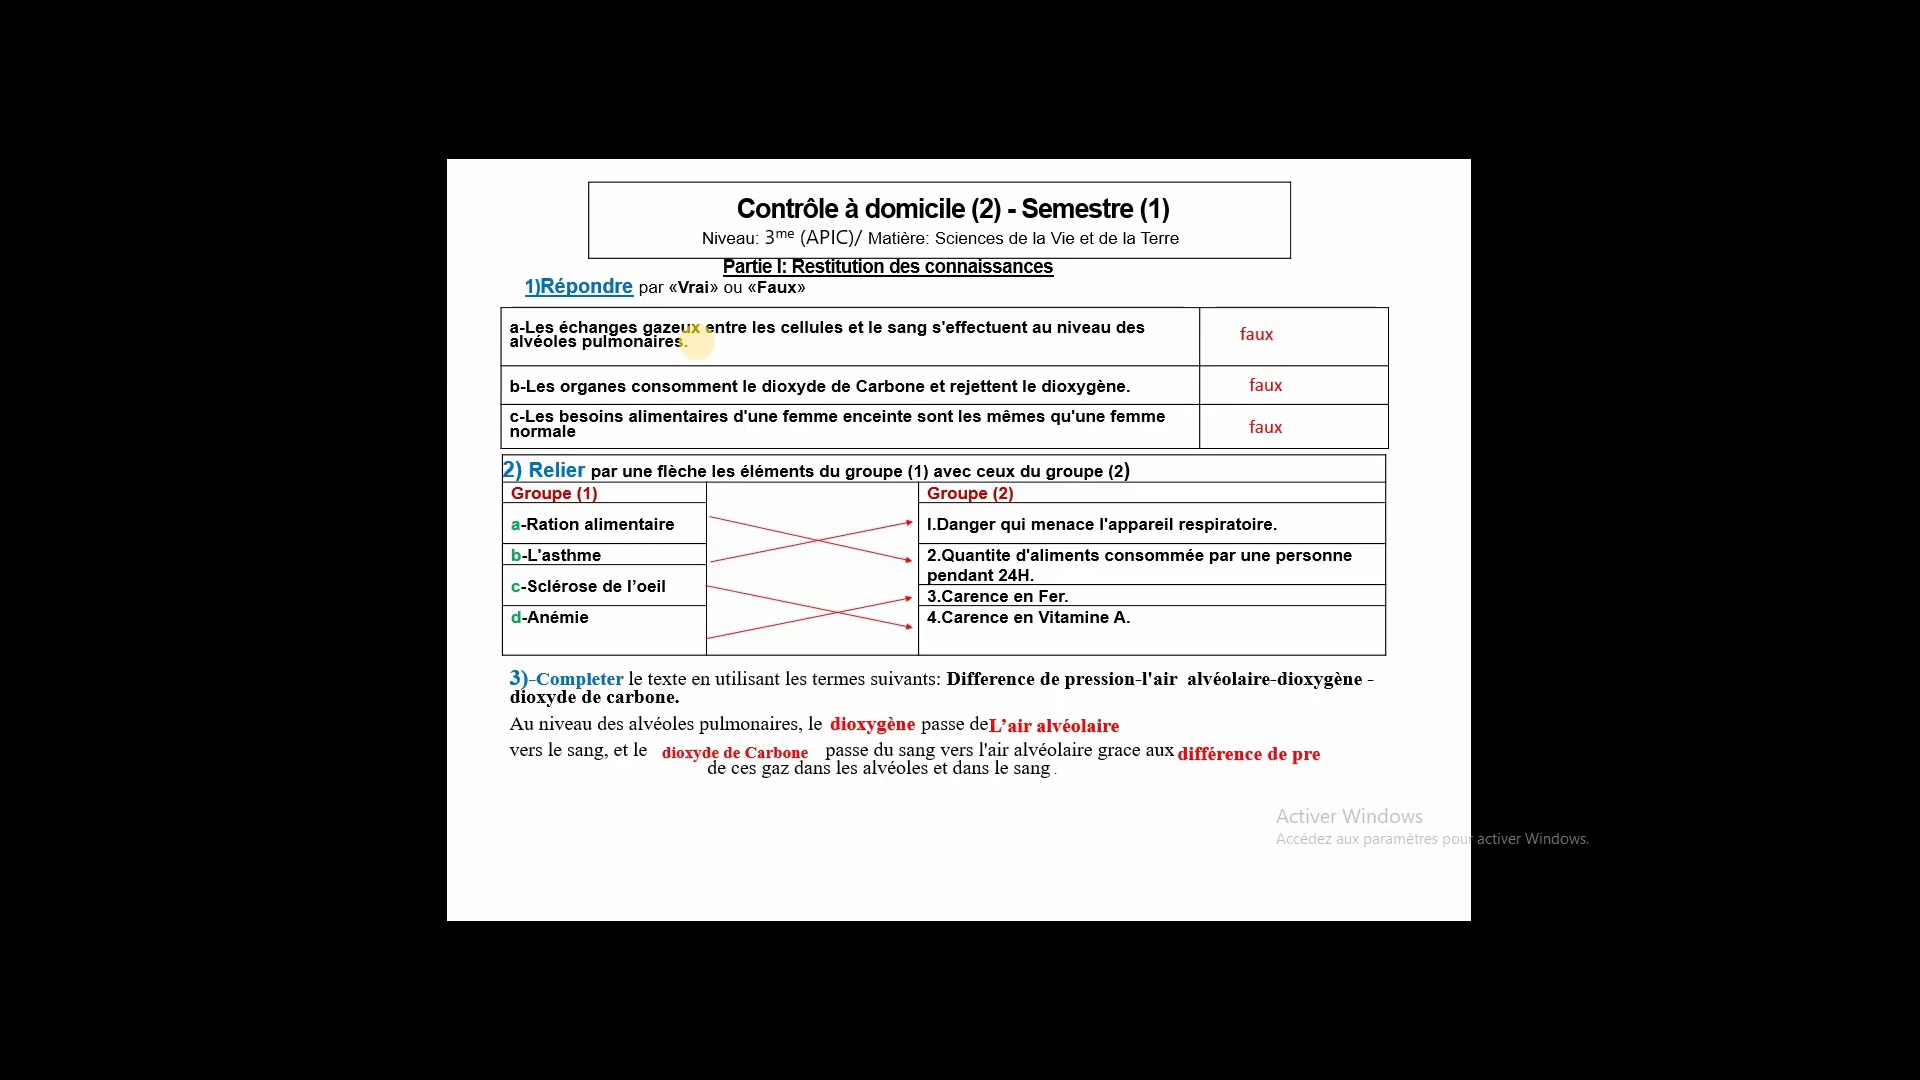 Contrôle à domicile (2) - Semestre (1)
Niveau: 3me (APIC)/ Matière: Sciences de la Vie et de la Terre
Partie I: Restitution des connaissances
1)Répondre par «Vrai» ou «Faux»
a-Les échanges gazeux entre les cellules et le sang s'effectuent au niveau des
alvéoles pulmonaires.
faux
b-Les organes consomment le dioxyde de Carbone et rejettent le dioxygène.
faux
c-Les besoins alimentaires d'une femme enceinte sont les mêmes qu'une femme
normale
faux
2) Relier par une flèche les éléments du groupe (1) avec ceux du groupe (2)
Groupe (1)
Groupe (2)
a-Ration alimentaire
I.Danger qui menace l'appareil respiratoire.
b-L'asthme
2.Quantite d'aliments consommée par une personne
pendant 24H.
c-Sclérose de l’oeil
3.Carence en Fer.
d-Anémie
4.Carence en Vitamine A.
3)-Completer le texte en utilisant les termes suivants: Difference de pression-l'air alvéolaire-dioxygène -
dioxyde de carbone.
Au niveau des alvéoles pulmonaires, le dioxygène passe de L’air alvéolaire
vers le sang, et le dioxyde de Carbone passe du sang vers l'air alvéolaire grace aux différence de pre
de ces gaz dans les alvéoles et dans le sang .
Activer Windows
Accédez aux paramètres pour activer Windows.